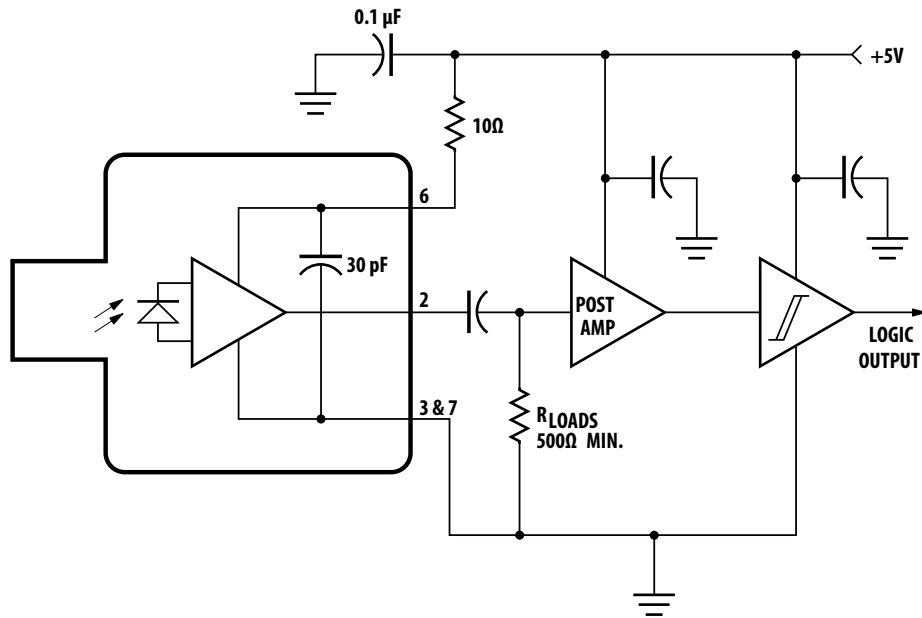 0.1 µF
+5V
10Ω
6
30 pF
2
POST
AMP
LOGIC
OUTPUT
3 & 7
RLOADS
500Ω MIN.